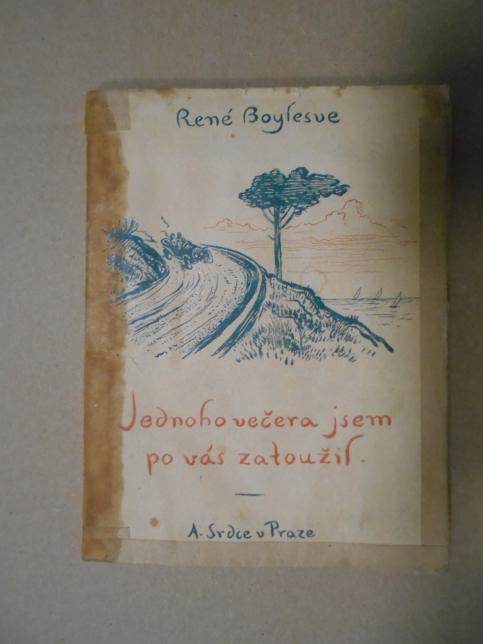 René Boylesve
Jednoho večera jsem
po vás zatoužil.
A. Srdce v Praze